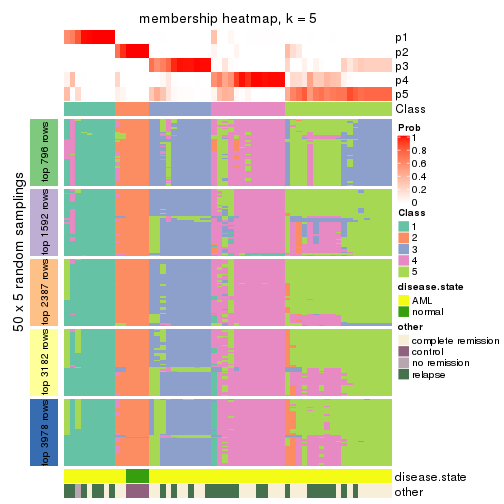 membership heatmap, k = 5
p1
p2
p3
p4
p5
Class
50 x 5 random samplings
top 796 rows
top 1592 rows
top 2387 rows
top 3182 rows
top 3978 rows
disease.state
other
Prob
1
0.8
0.6
0.4
0.2
0
Class
1
2
3
4
5
disease.state
AML
normal
other
complete remission
control
no remission
relapse